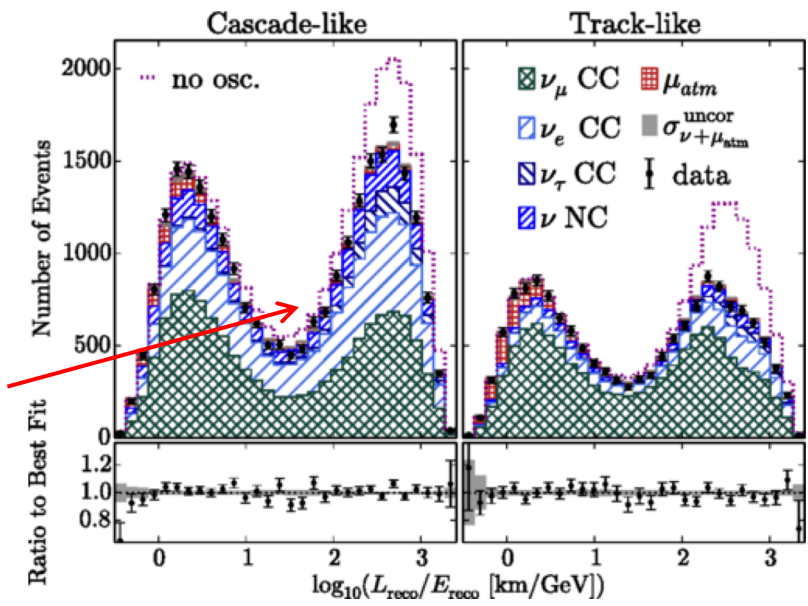 Cascade-like
Track-like
Number of Events
2000
1500
1000
500
0
no osc.
ν_μ CC
ν_e CC
ν_τ CC
ν NC
μ_atm
σ^uncor_ν+μ_atm
data
Ratio to Best Fit
1.2
1.0
0.8
0 1 2 3
0 1 2 3
log₁₀(L_reco/E_reco [km/GeV])